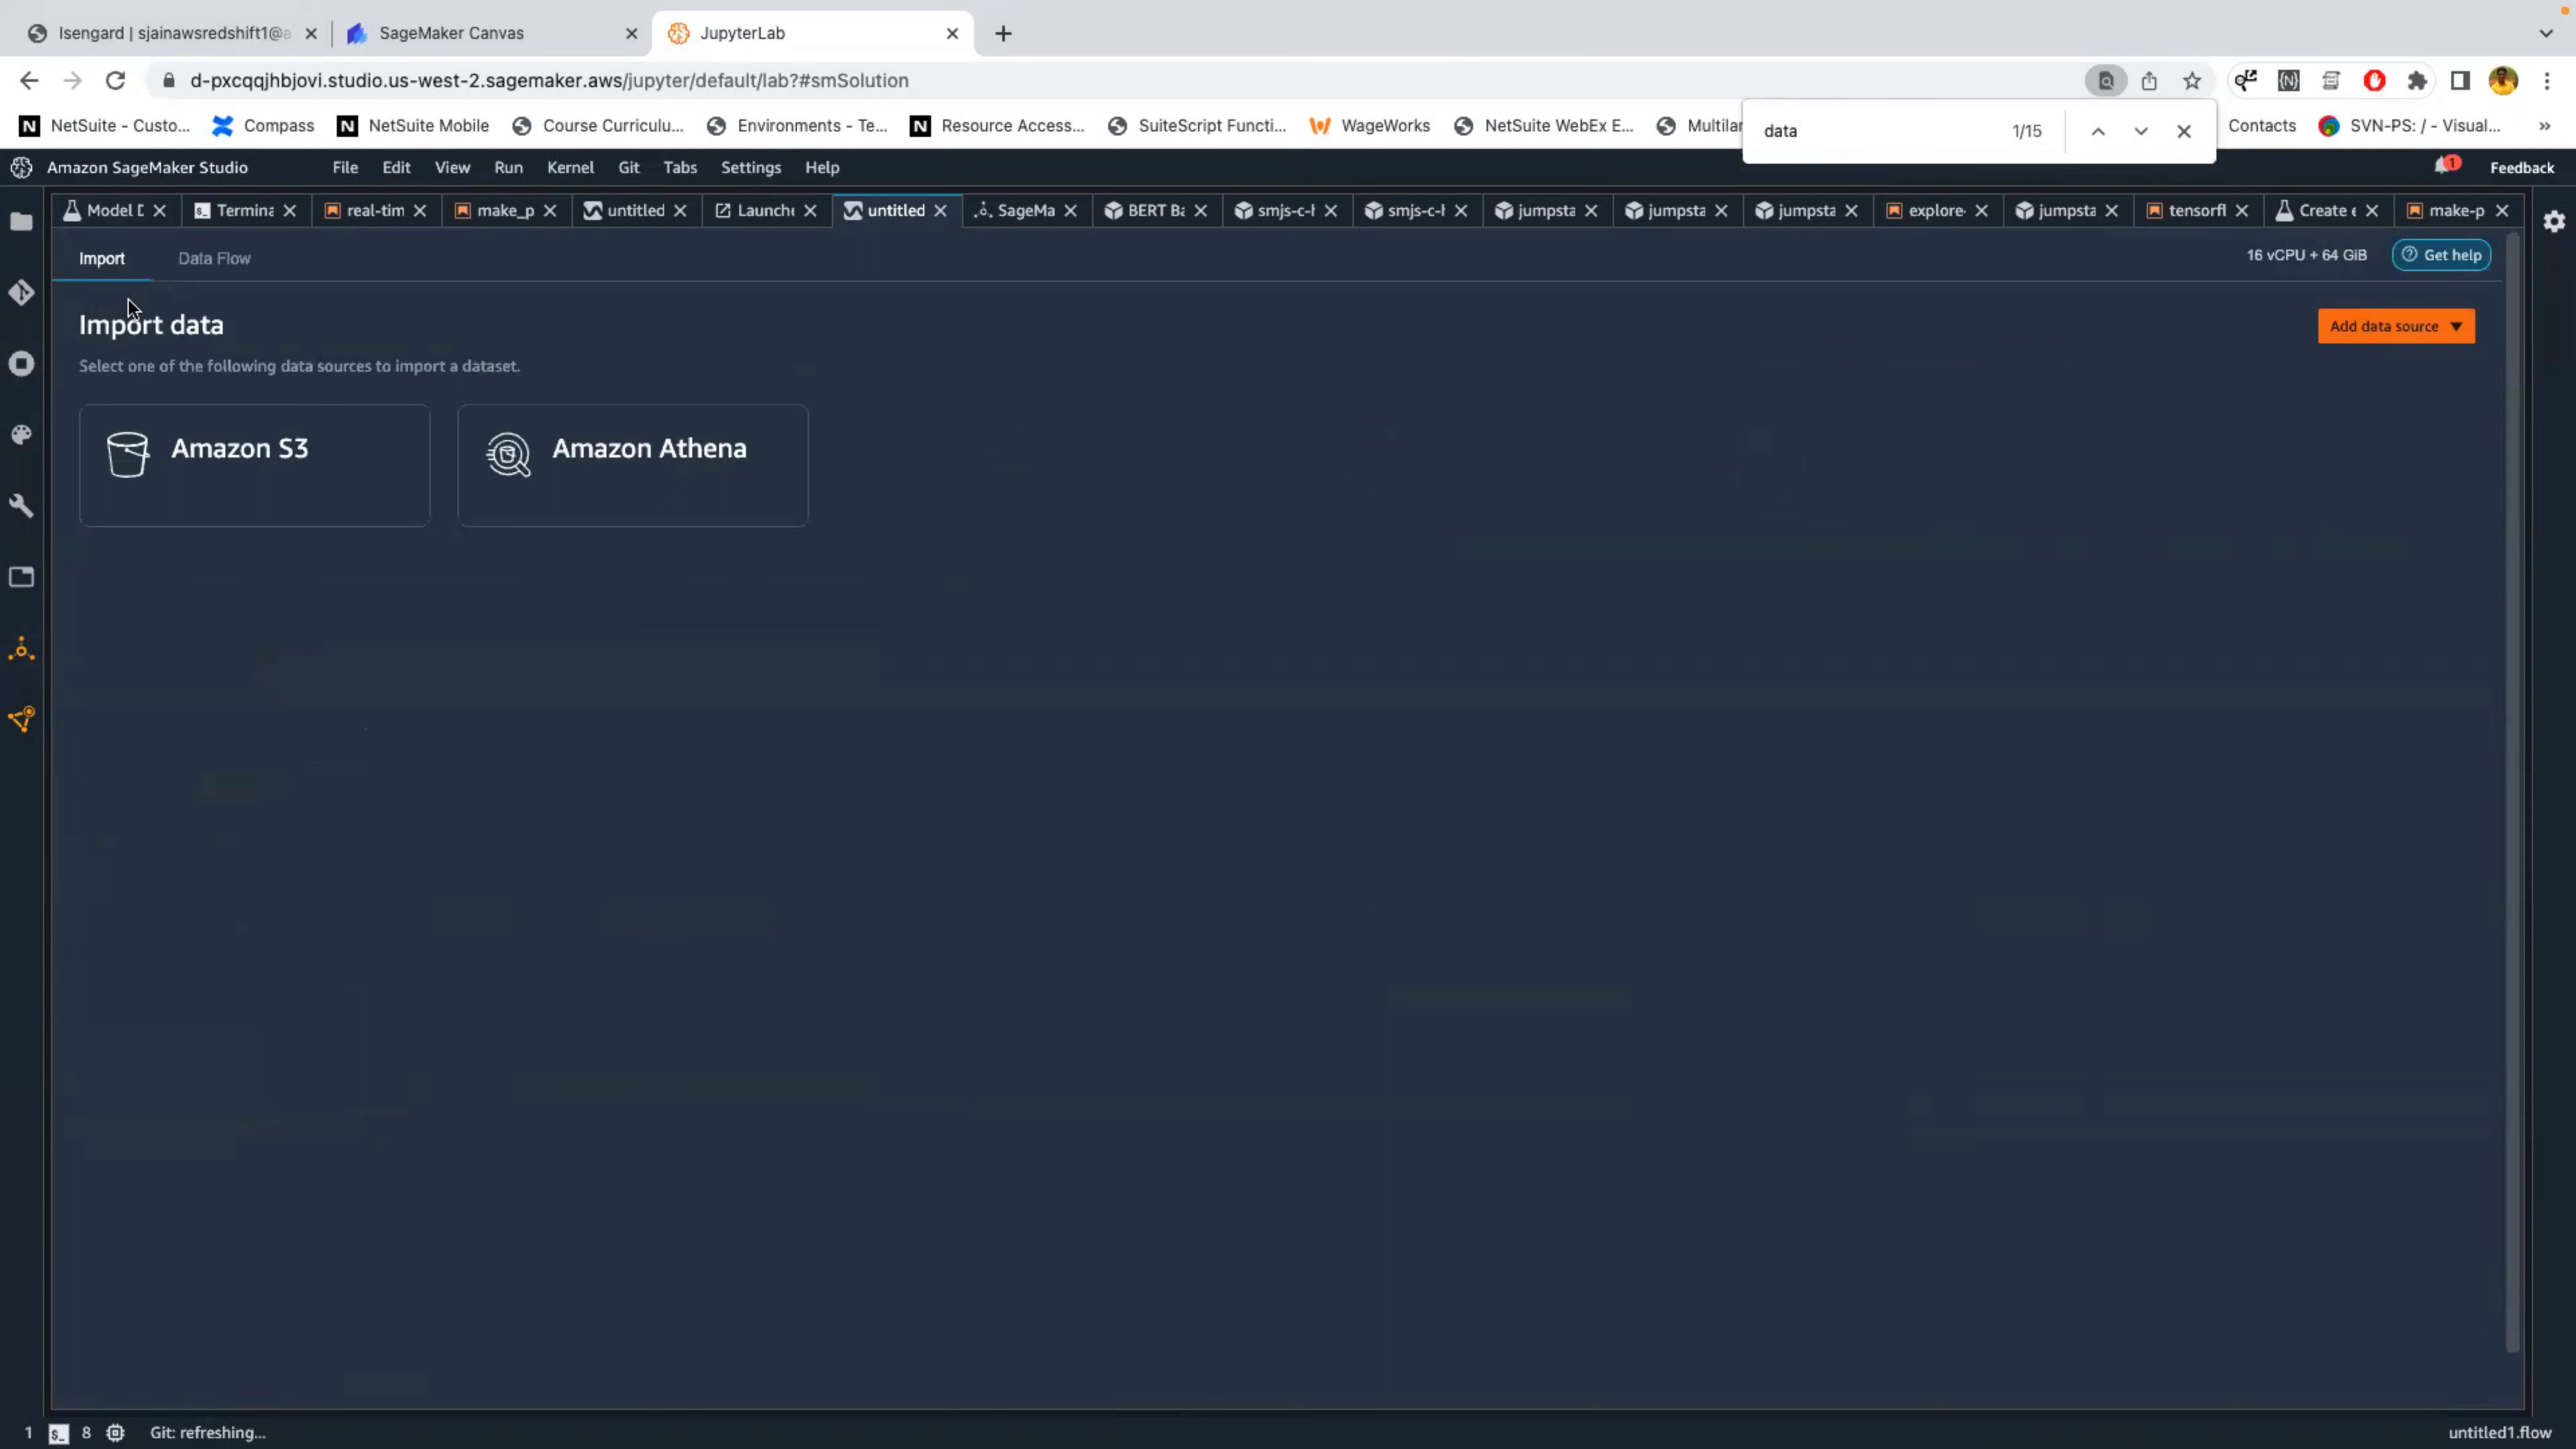 Isengard | sjainawsredshift1@a
SageMaker Canvas
JupyterLab
d-pxcqqjhbjovi.studio.us-west-2.sagemaker.aws/jupyter/default/lab?#smSolution
NetSuite - Custo...
Compass
NetSuite Mobile
Course Curriculu...
Environments - Te...
Resource Access...
SuiteScript Functi...
WageWorks
NetSuite WebEx E...
Multilar
Contacts
SVN-PS: / - Visual...
»
data
1/15
Amazon SageMaker Studio
File
Edit
View
Run
Kernel
Git
Tabs
Settings
Help
1
Feedback
Model D
Termina
real-tim
make_p
untitled
Launche
untitled
SageMa
BERT Ba
smjs-c-h
smjs-c-h
jumpsta
jumpsta
jumpsta
explore-
jumpsta
tensorfl
Create e
make-p
Import
Data Flow
16 vCPU + 64 GiB
Get help
Import data
Add data source
Select one of the following data sources to import a dataset.
Amazon S3
Amazon Athena
1
$_
8
Git: refreshing...
untitled1.flow